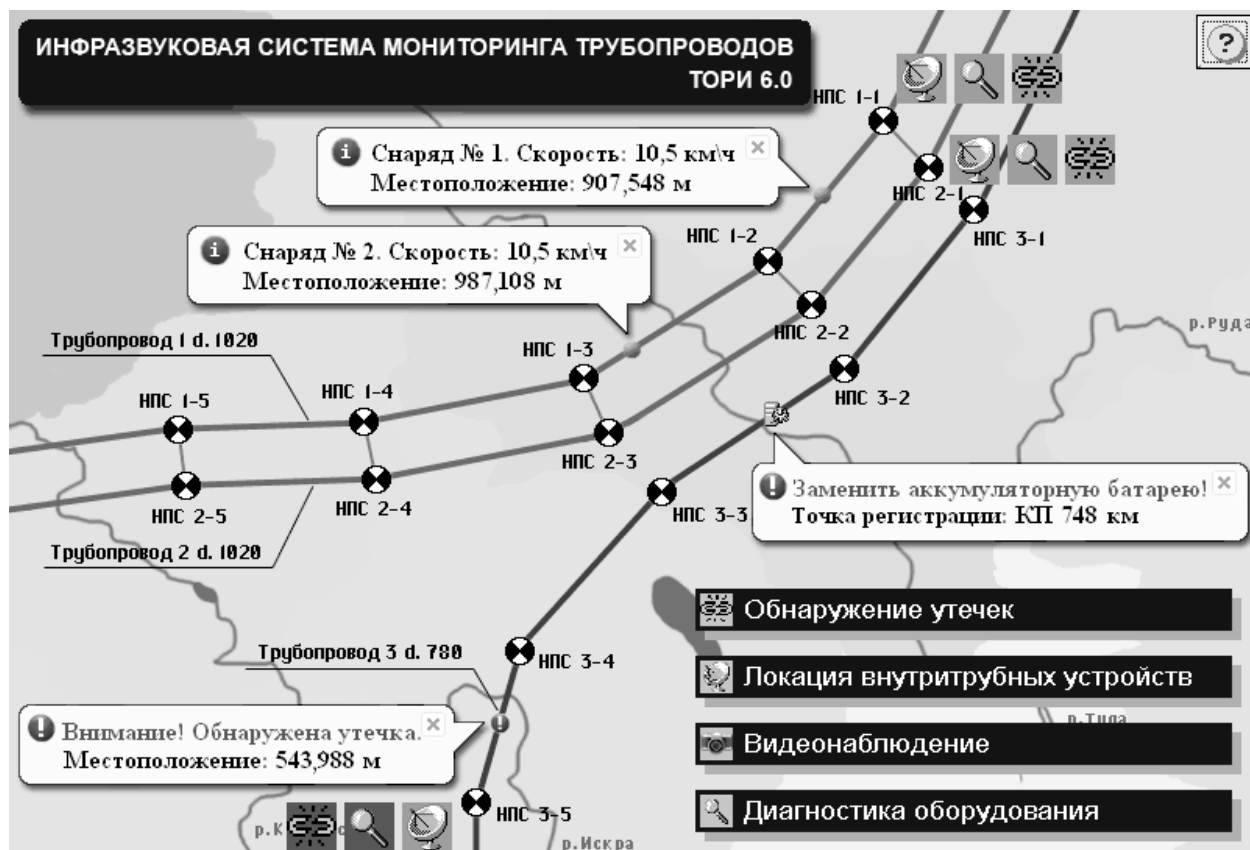 ИНФРАЗВУКОВАЯ СИСТЕМА МОНИТОРИНГА ТРУБОПРОВОДОВ
ТОРИ 6.0
?
НПС 1-1
Снаряд № 1. Скорость: 10,5 км\ч
Местоположение: 907,548 м
НПС 2-1
НПС 3-1
НПС 1-2
Снаряд № 2. Скорость: 10,5 км\ч
Местоположение: 987,108 м
НПС 2-2
р.Руда
Трубопровод 1 d. 1020
НПС 1-3
НПС 3-2
НПС 1-4
НПС 1-5
НПС 2-3
НПС 2-4
НПС 2-5
НПС 3-3
Заменить аккумуляторную батарею!
Точка регистрации: КП 748 км
Трубопровод 2 d. 1020
Обнаружение утечек
Трубопровод 3 d. 780
НПС 3-4
Локация внутритрубных устройств
р.Тида
Внимание! Обнаружена утечка.
Местоположение: 543,988 м
Видеонаблюдение
НПС 3-5
Диагностика оборудования
р.К
р.Искра